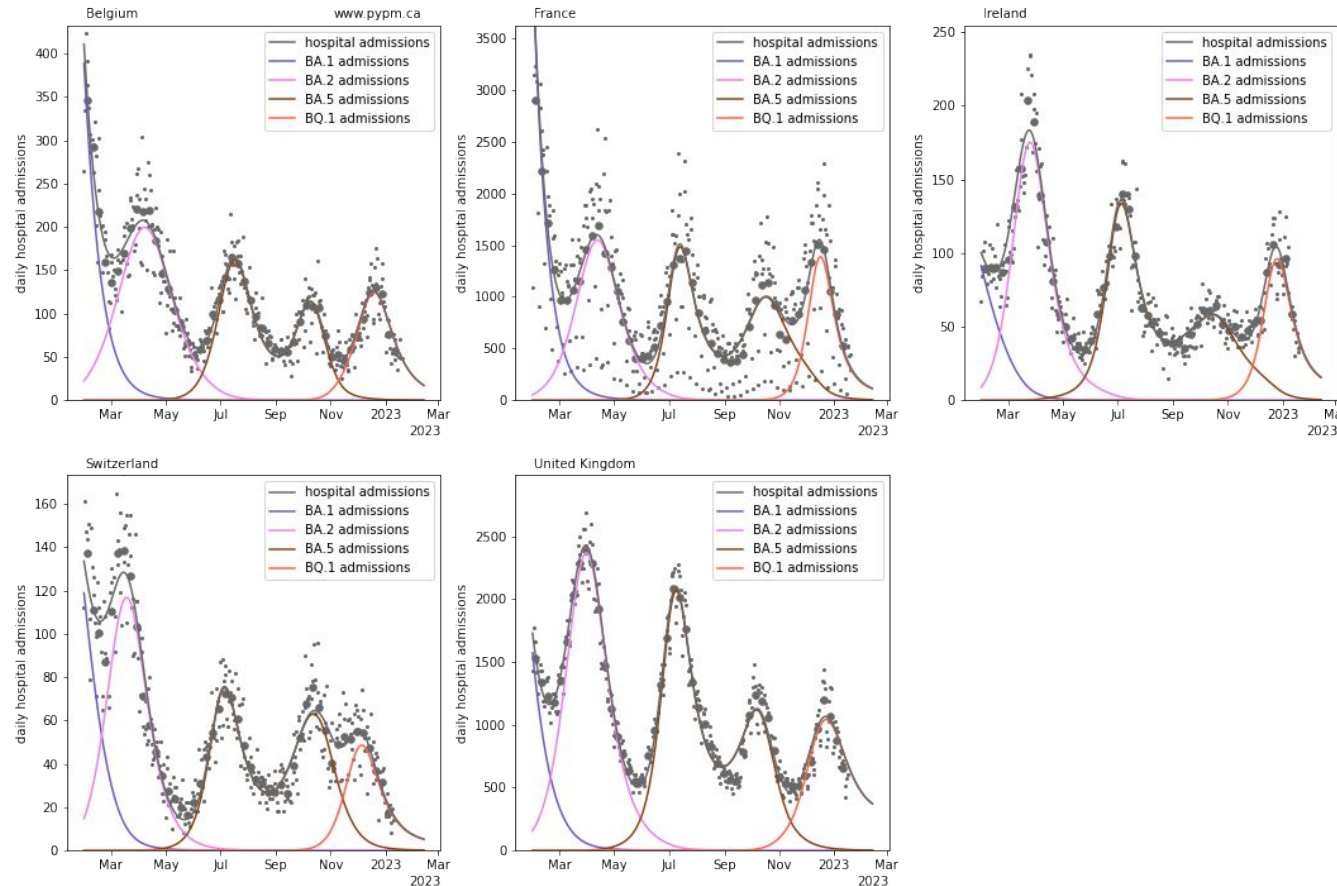 Belgium www.pypm.ca
daily hospital admissions
400
350
300
250
200
150
100
50
0
hospital admissions
BA.1 admissions
BA.2 admissions
BA.5 admissions
BQ.1 admissions
Mar May Jul Sep Nov 2023 Mar
2023
France
daily hospital admissions
3500
3000
2500
2000
1500
1000
500
0
hospital admissions
BA.1 admissions
BA.2 admissions
BA.5 admissions
BQ.1 admissions
Mar May Jul Sep Nov 2023 Mar
2023
Ireland
daily hospital admissions
250
200
150
100
50
0
hospital admissions
BA.1 admissions
BA.2 admissions
BA.5 admissions
BQ.1 admissions
Mar May Jul Sep Nov 2023
2023
Switzerland
daily hospital admissions
160
140
120
100
80
60
40
20
0
hospital admissions
BA.1 admissions
BA.2 admissions
BA.5 admissions
BQ.1 admissions
Mar May Jul Sep Nov 2023 Mar
2023
United Kingdom
daily hospital admissions
2500
2000
1500
1000
500
0
hospital admissions
BA.1 admissions
BA.2 admissions
BA.5 admissions
BQ.1 admissions
Mar May Jul Sep Nov 2023 Mar
2023